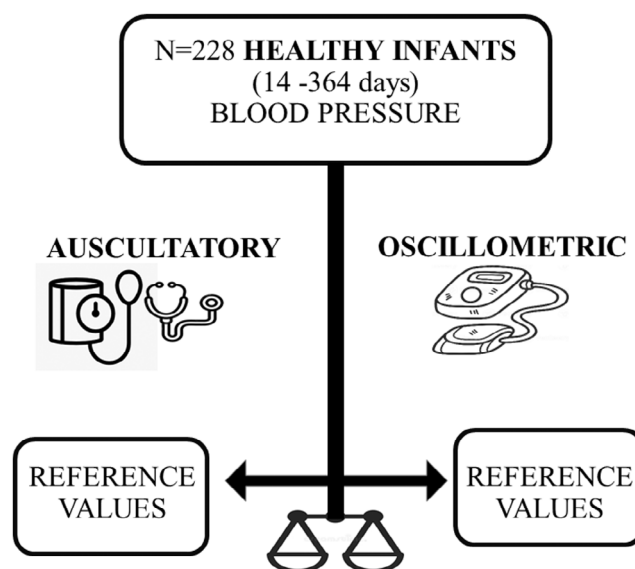 N=228 HEALTHY INFANTS
(14 -364 days)
BLOOD PRESSURE
AUSCULTATORY
OSCILLOMETRIC
REFERENCE
VALUES
REFERENCE
VALUES